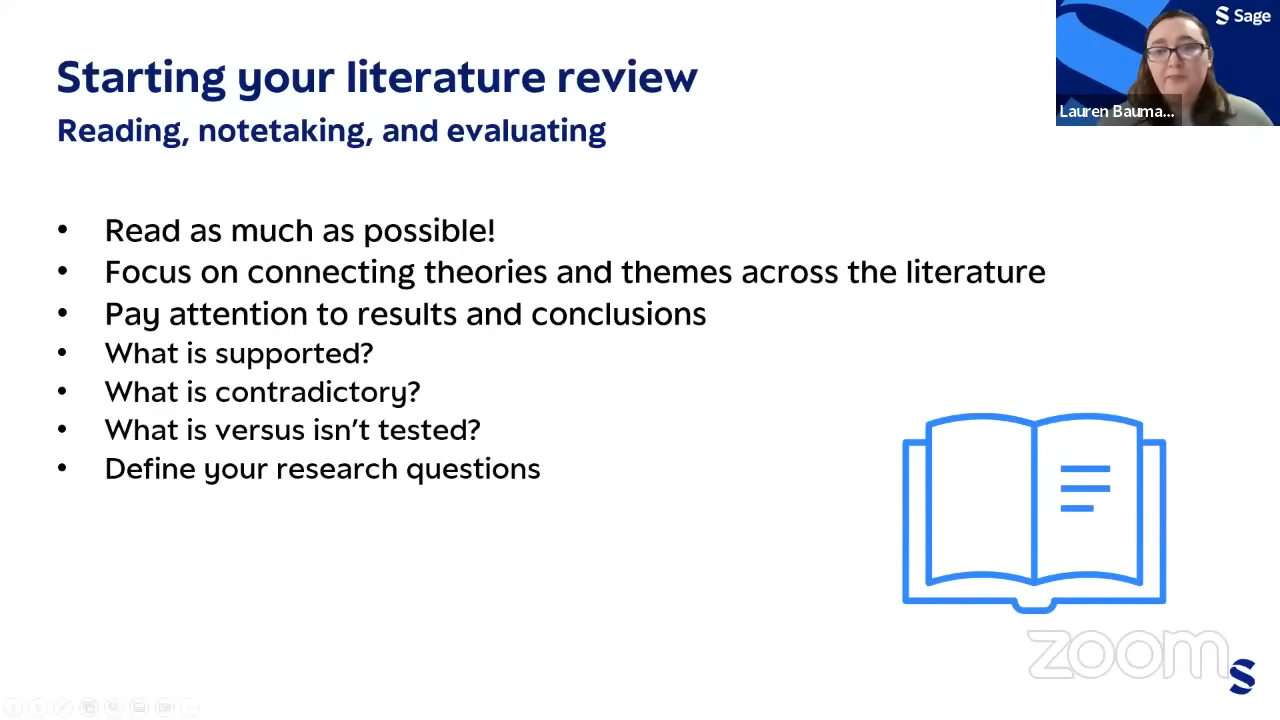 Sage
Lauren Bauma...
Starting your literature review
Reading, notetaking, and evaluating
• Read as much as possible!
• Focus on connecting theories and themes across the literature
• Pay attention to results and conclusions
• What is supported?
• What is contradictory?
• What is versus isn’t tested?
• Define your research questions
zoom